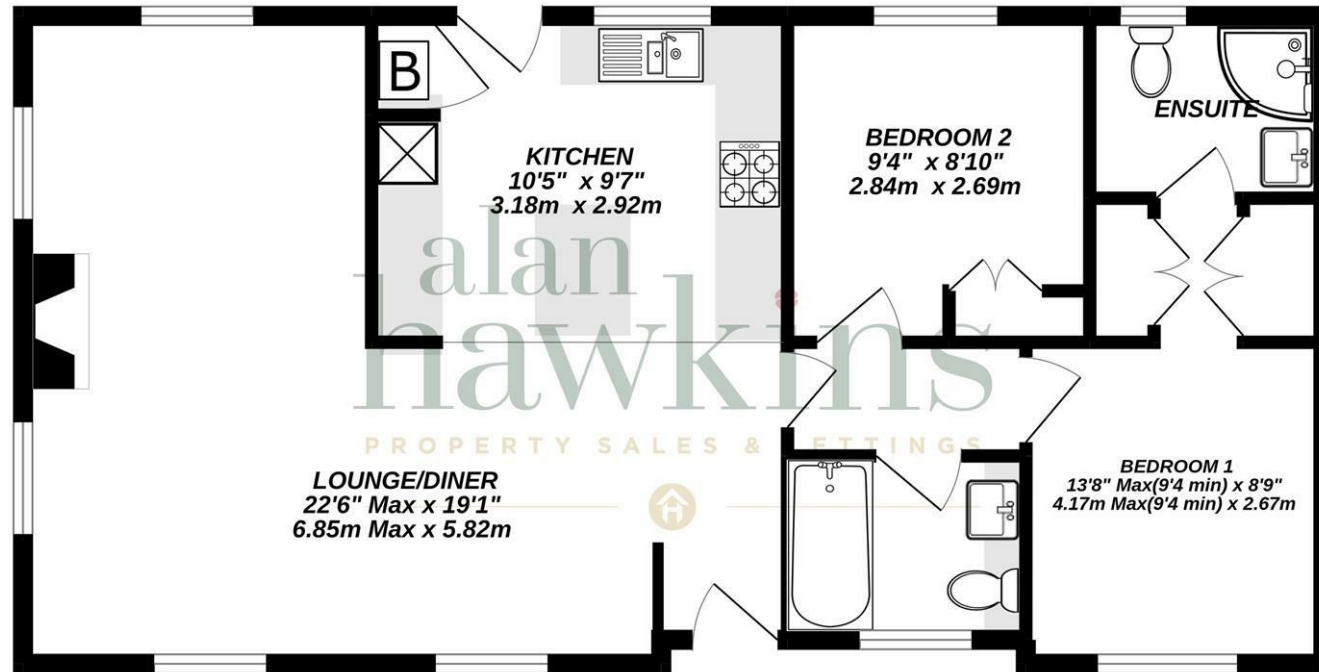 B
KITCHEN
10'5" x 9'7"
3.18m x 2.92m
BEDROOM 2
9'4" x 8'10"
2.84m x 2.69m
ENSUITE
alan
hawkins
PROPERTY SALES & LETTINGS
LOUNGE/DINER
22'6" Max x 19'1"
6.85m Max x 5.82m
BEDROOM 1
13'8" Max(9'4 min) x 8'9"
4.17m Max(9'4 min) x 2.67m
H